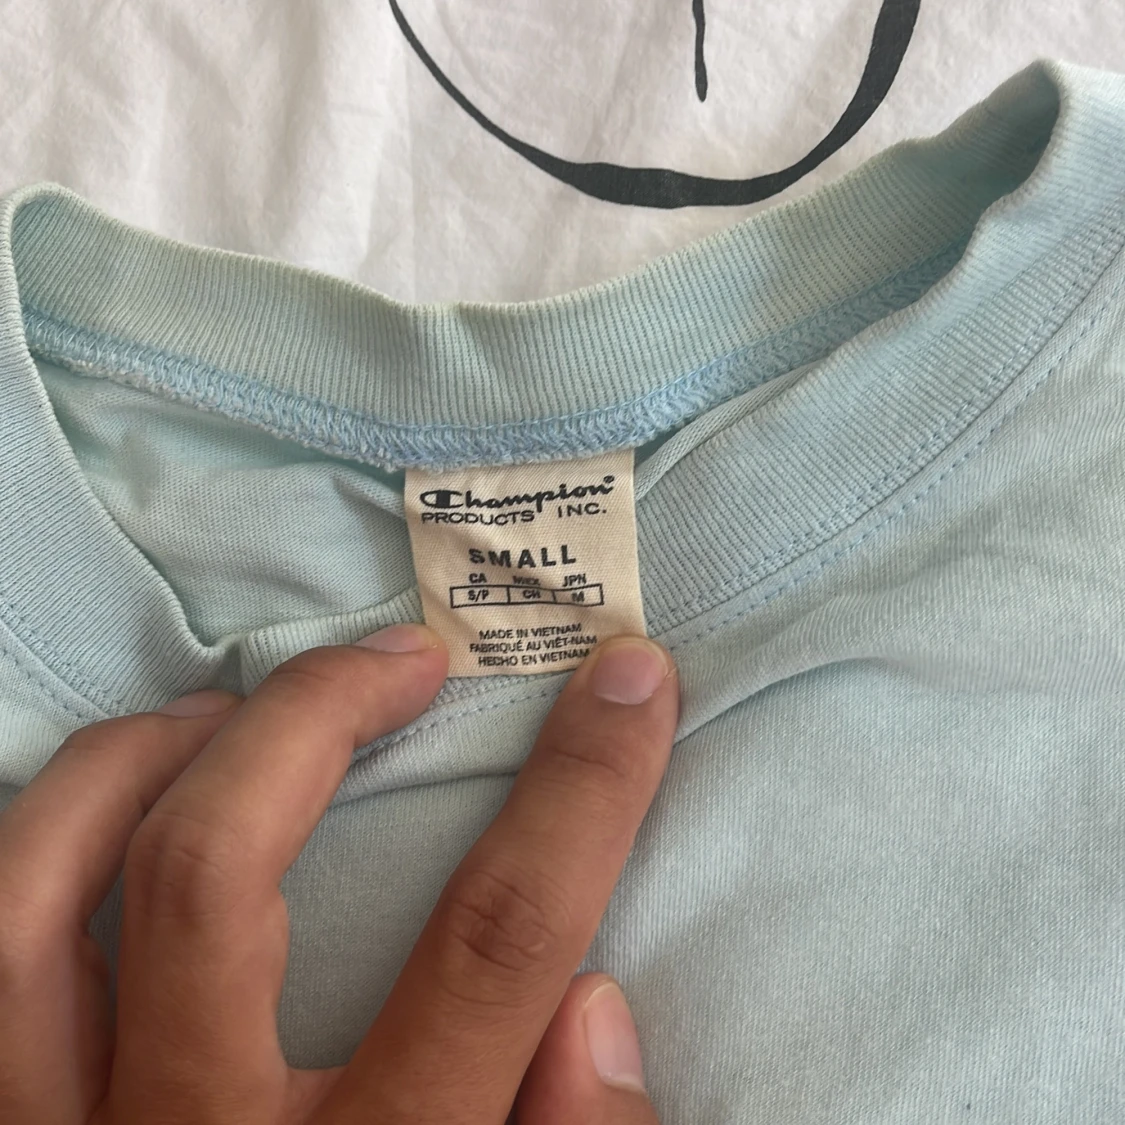 Champion
PRODUCTS INC.
SMALL
CA MEX JPN
S/P CH M
MADE IN VIETNAM
FABRIQUÉ AU VIÊT-NAM
HECHO EN VIETNAM